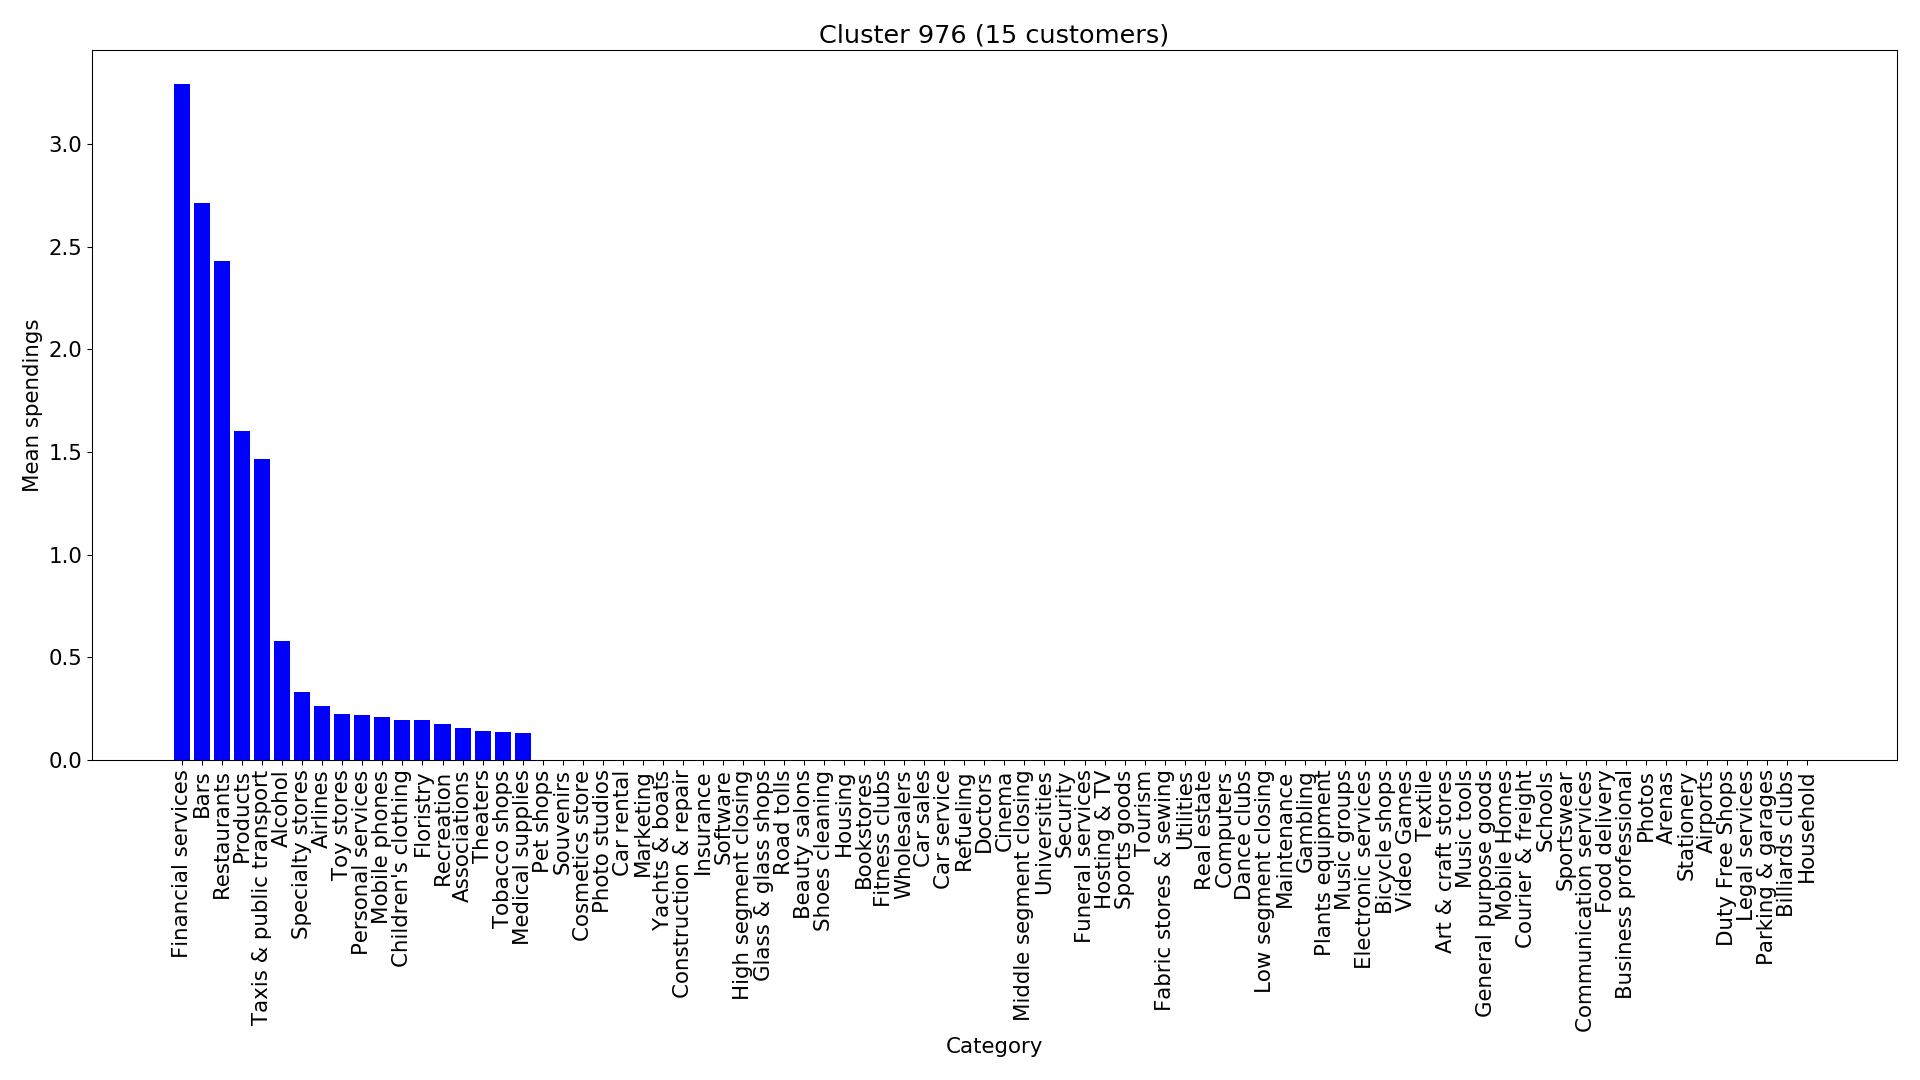 Cluster 976 (15 customers)
Mean spendings
3.0
2.5
2.0
1.5
1.0
0.5
0.0
Financial services
Bars
Restaurants
Products
Taxis & public transport
Alcohol
Specialty stores
Airlines
Toy stores
Personal services
Mobile phones
Children's clothing
Floristry
Recreation
Associations
Theaters
Tobacco shops
Medical supplies
Pet shops
Souvenirs
Cosmetics store
Photo studios
Car rental
Marketing
Yachts & boats
Construction & repair
Insurance
Software
High segment closing
Glass & glass shops
Road tolls
Beauty salons
Shoes cleaning
Housing
Bookstores
Fitness clubs
Wholesalers
Car sales
Car service
Refueling
Doctors
Cinema
Middle segment closing
Universities
Security
Funeral services
Hosting & TV
Sports goods
Tourism
Fabric stores & sewing
Utilities
Real estate
Computers
Dance clubs
Low segment closing
Maintenance
Gambling
Plants equipment
Music groups
Electronic services
Bicycle shops
Video Games
Textile
Art & craft stores
Music tools
General purpose goods
Mobile Homes
Courier & freight
Schools
Sportswear
Communication services
Food delivery
Business professional
Photos
Arenas
Stationery
Airports
Duty Free Shops
Legal services
Parking & garages
Billiards clubs
Household
Category